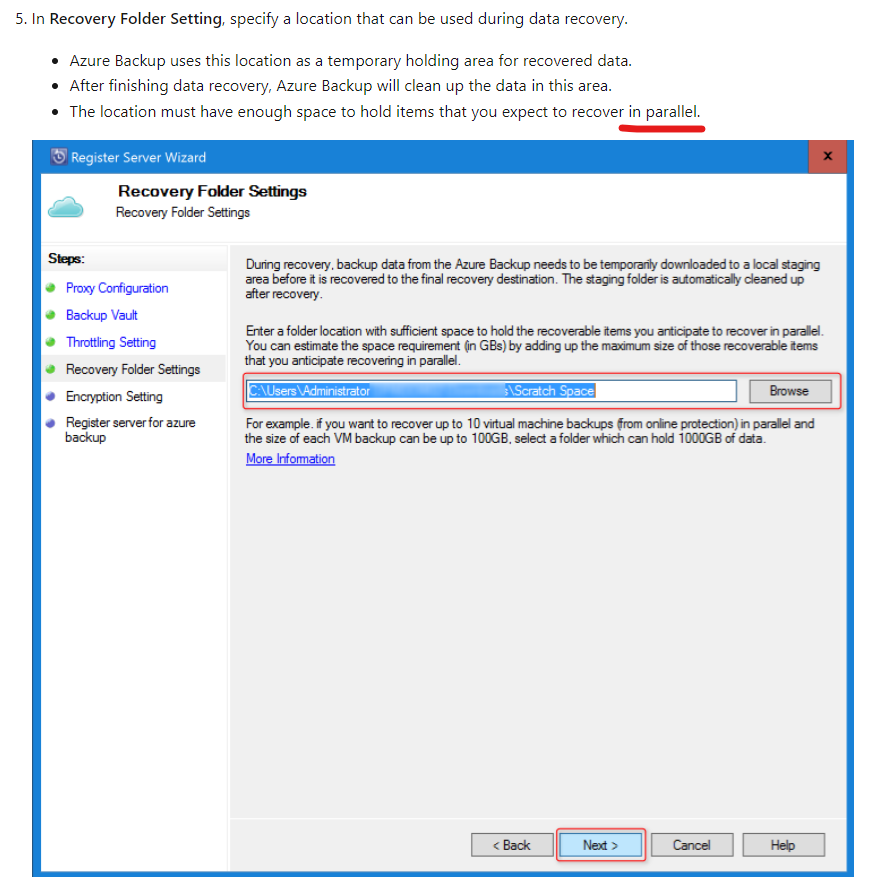 5. In Recovery Folder Setting, specify a location that can be used during data recovery.
• Azure Backup uses this location as a temporary holding area for recovered data.
• After finishing data recovery, Azure Backup will clean up the data in this area.
• The location must have enough space to hold items that you expect to recover in parallel.
Register Server Wizard
x
Recovery Folder Settings
Recovery Folder Settings
Steps:
Proxy Configuration
Backup Vault
Throttling Setting
Recovery Folder Settings
Encryption Setting
Register server for azure
backup
During recovery, backup data from the Azure Backup needs to be temporarily downloaded to a local staging
area before it is recovered to the final recovery destination. The staging folder is automatically cleaned up
after recovery.
Enter a folder location with sufficient space to hold the recoverable items you anticipate to recover in parallel.
You can estimate the space requirement (in GBs) by adding up the maximum size of those recoverable items
that you anticipate recovering in parallel.
C:\Users\Administrator \Scratch Space
Browse
For example. if you want to recover up to 10 virtual machine backups (from online protection) in parallel and
the size of each VM backup can be up to 100GB, select a folder which can hold 1000GB of data.
More Information
< Back
Next >
Cancel
Help